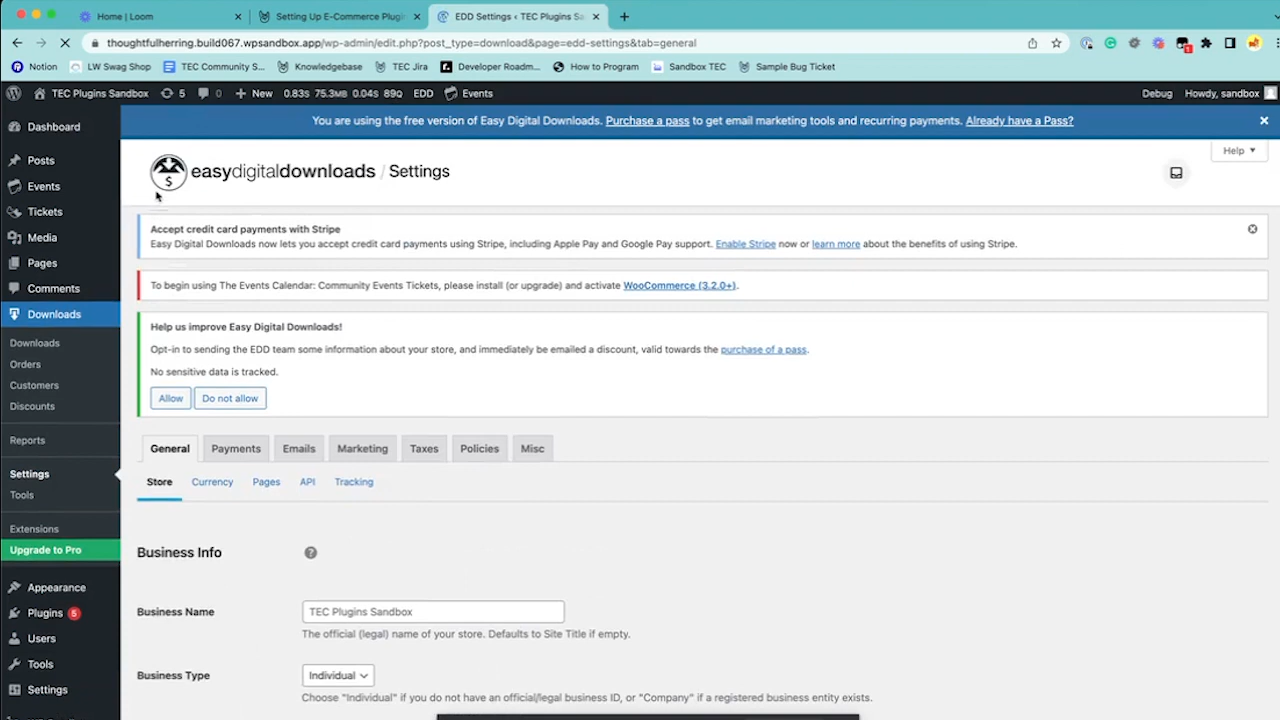 Home | Loom
Setting Up E-Commerce Plugin
EDD Settings ‹ TEC Plugins Sa
thoughtfulherring.build067.wpsandbox.app/wp-admin/edit.php?post_type=download&page=edd-settings&tab=general
Notion LW Swag Shop TEC Community S... Knowledgebase TEC Jira Developer Roadm... How to Program Sandbox TEC Sample Bug Ticket
TEC Plugins Sandbox 5 0 New 0.83s 75.3MB 0.04s 89Q EDD Events Debug Howdy, sandbox
You are using the free version of Easy Digital Downloads. Purchase a pass to get email marketing tools and recurring payments. Already have a Pass?
Dashboard
Posts
Events
Tickets
Media
Pages
Comments
Downloads
Downloads
Orders
Customers
Discounts
Reports
Settings
Tools
Extensions
Upgrade to Pro
Appearance
Plugins 5
Users
Tools
Settings
easydigitaldownloads / Settings
Help
Accept credit card payments with Stripe
Easy Digital Downloads now lets you accept credit card payments using Stripe, including Apple Pay and Google Pay support. Enable Stripe now or learn more about the benefits of using Stripe.
To begin using The Events Calendar: Community Events Tickets, please install (or upgrade) and activate WooCommerce (3.2.0+).
Help us improve Easy Digital Downloads!
Opt-in to sending the EDD team some information about your store, and immediately be emailed a discount, valid towards the purchase of a pass.
No sensitive data is tracked.
Allow Do not allow
General Payments Emails Marketing Taxes Policies Misc
Store Currency Pages API Tracking
Business Info
Business Name TEC Plugins Sandbox
The official (legal) name of your store. Defaults to Site Title if empty.
Business Type Individual
Choose "Individual" if you do not have an official/legal business ID, or "Company" if a registered business entity exists.